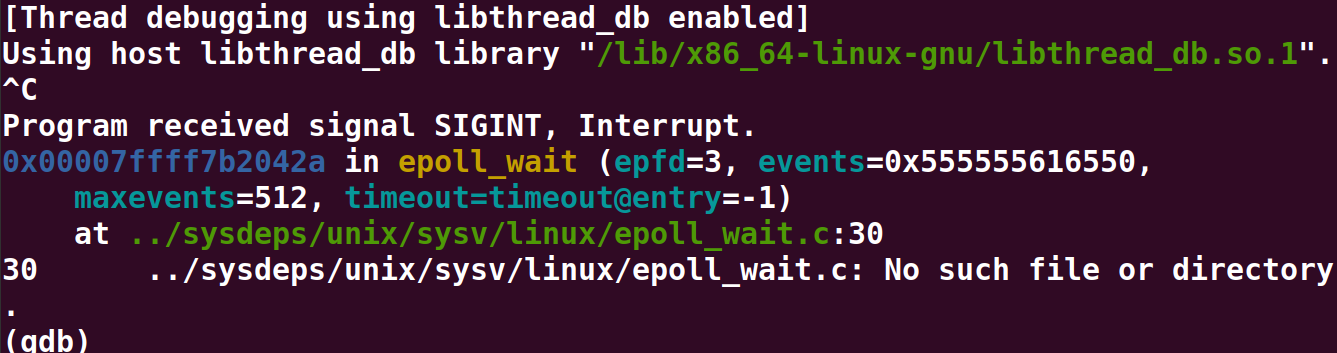 [Thread debugging using libthread_db enabled]
Using host libthread_db library "/lib/x86_64-linux-gnu/libthread_db.so.1".
^C
Program received signal SIGINT, Interrupt.
0x00007ffff7b2042a in epoll_wait (epfd=3, events=0x555555616550,
    maxevents=512, timeout=timeout@entry=-1)
    at ../sysdeps/unix/sysv/linux/epoll_wait.c:30
30      ../sysdeps/unix/sysv/linux/epoll_wait.c: No such file or directory
.
(gdb)